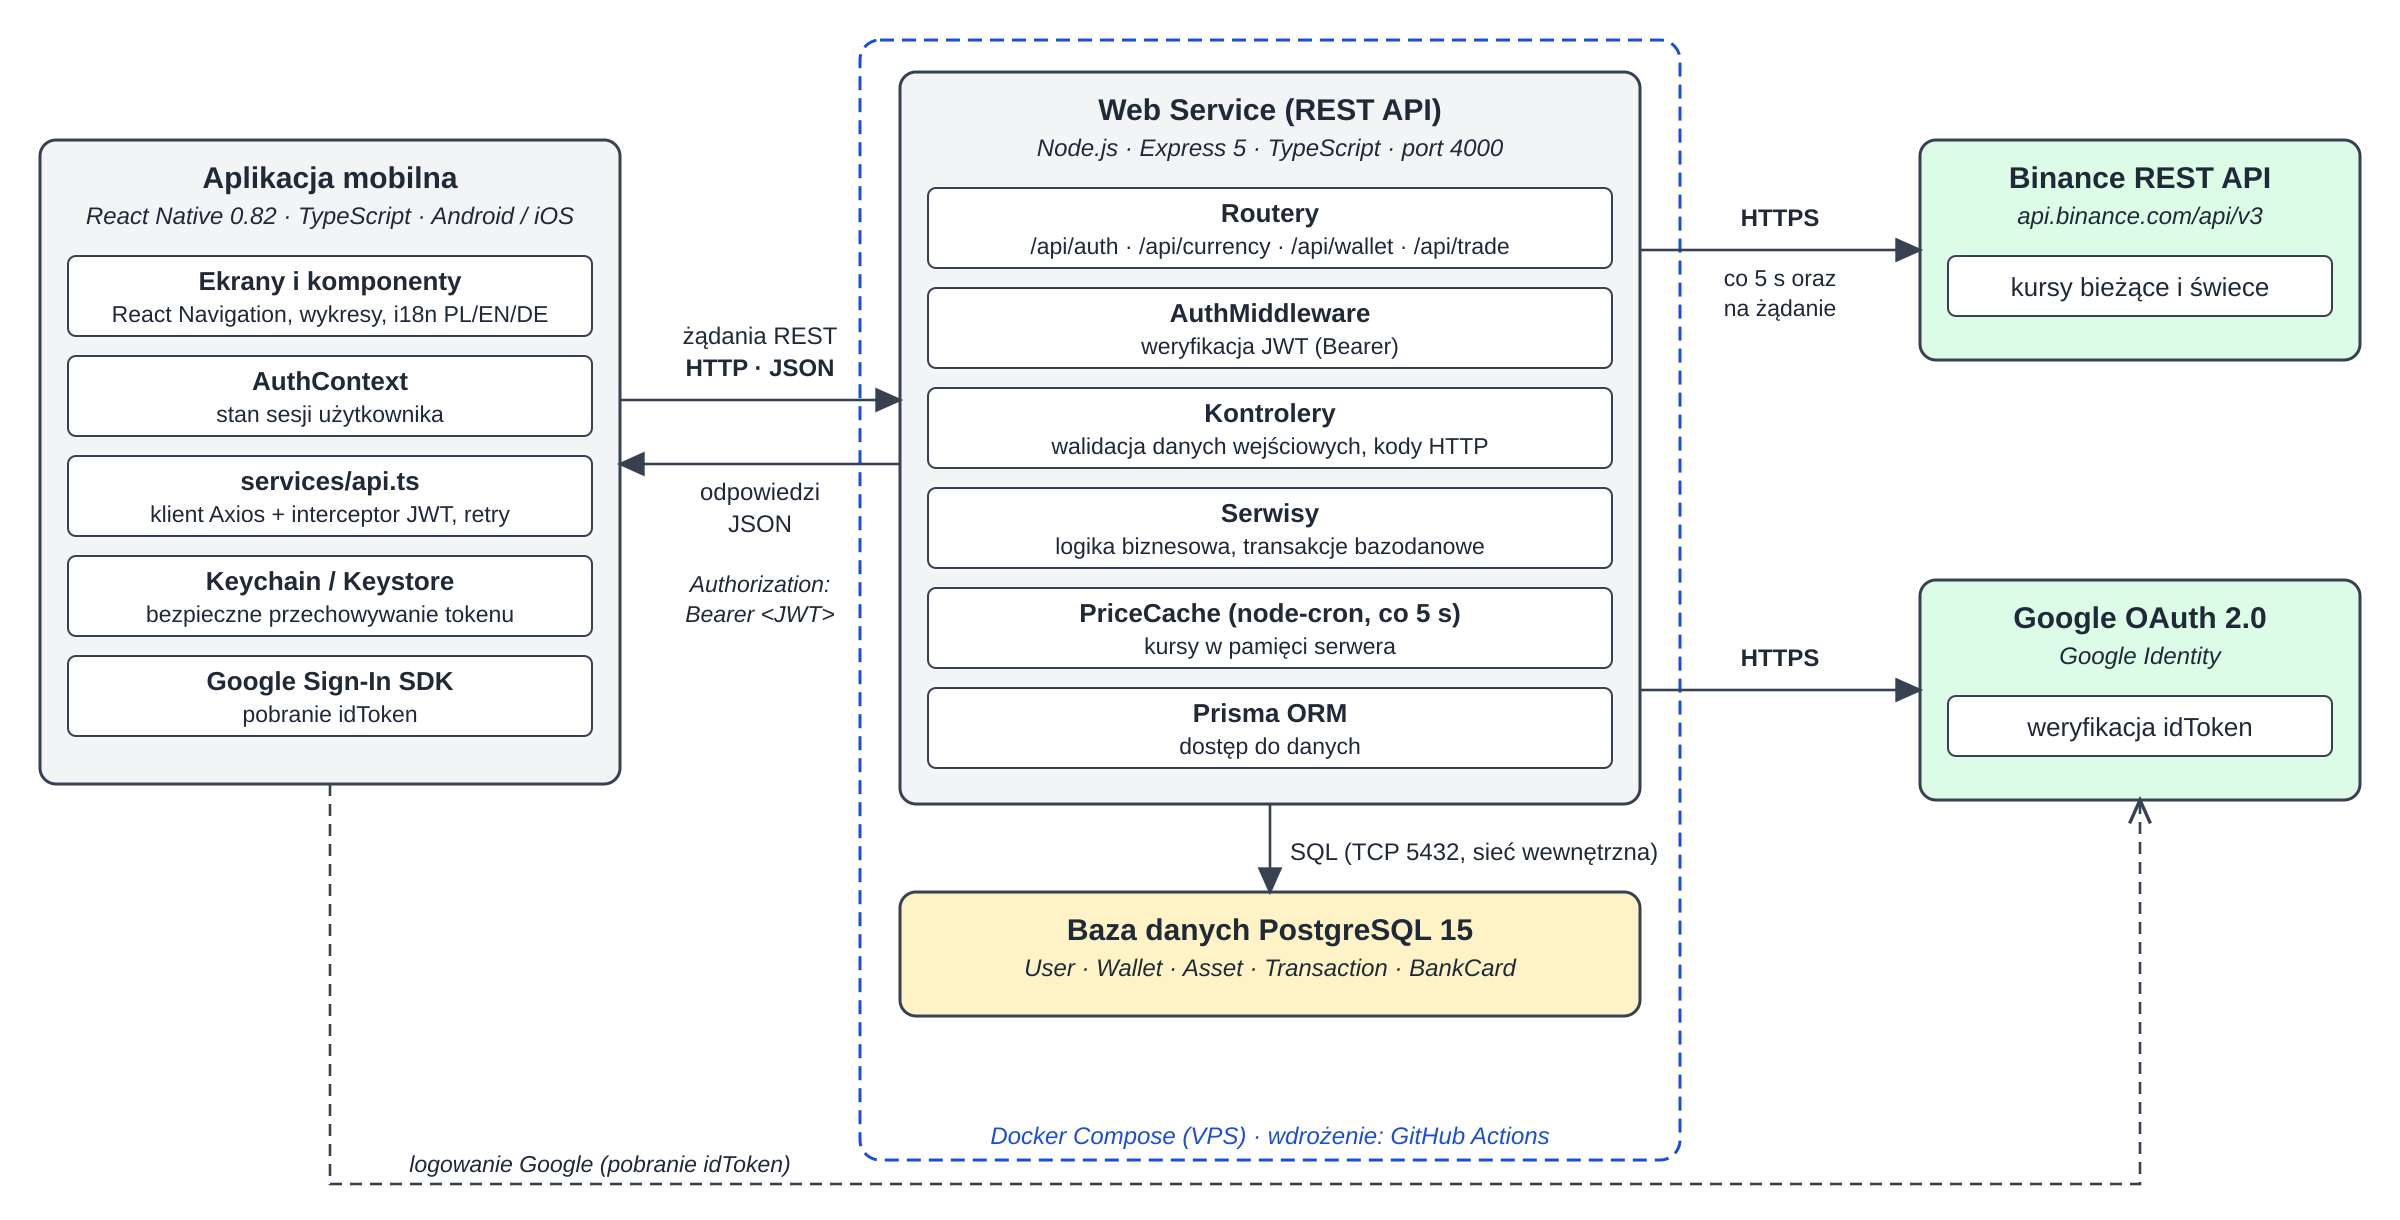 Aplikacja mobilna
React Native 0.82 · TypeScript · Android / iOS
Ekrany i komponenty
React Navigation, wykresy, i18n PL/EN/DE
AuthContext
stan sesji użytkownika
services/api.ts
klient Axios + interceptor JWT, retry
Keychain / Keystore
bezpieczne przechowywanie tokenu
Google Sign-In SDK
pobranie idToken
żądania REST
HTTP · JSON
odpowiedzi
JSON
Authorization:
Bearer <JWT>
Web Service (REST API)
Node.js · Express 5 · TypeScript · port 4000
Routery
/api/auth · /api/currency · /api/wallet · /api/trade
AuthMiddleware
weryfikacja JWT (Bearer)
Kontrolery
walidacja danych wejściowych, kody HTTP
Serwisy
logika biznesowa, transakcje bazodanowe
PriceCache (node-cron, co 5 s)
kursy w pamięci serwera
Prisma ORM
dostęp do danych
SQL (TCP 5432, sieć wewnętrzna)
Baza danych PostgreSQL 15
User · Wallet · Asset · Transaction · BankCard
Docker Compose (VPS) · wdrożenie: GitHub Actions
HTTPS
co 5 s oraz
na żądanie
Binance REST API
api.binance.com/api/v3
kursy bieżące i świece
HTTPS
Google OAuth 2.0
Google Identity
weryfikacja idToken
logowanie Google (pobranie idToken)